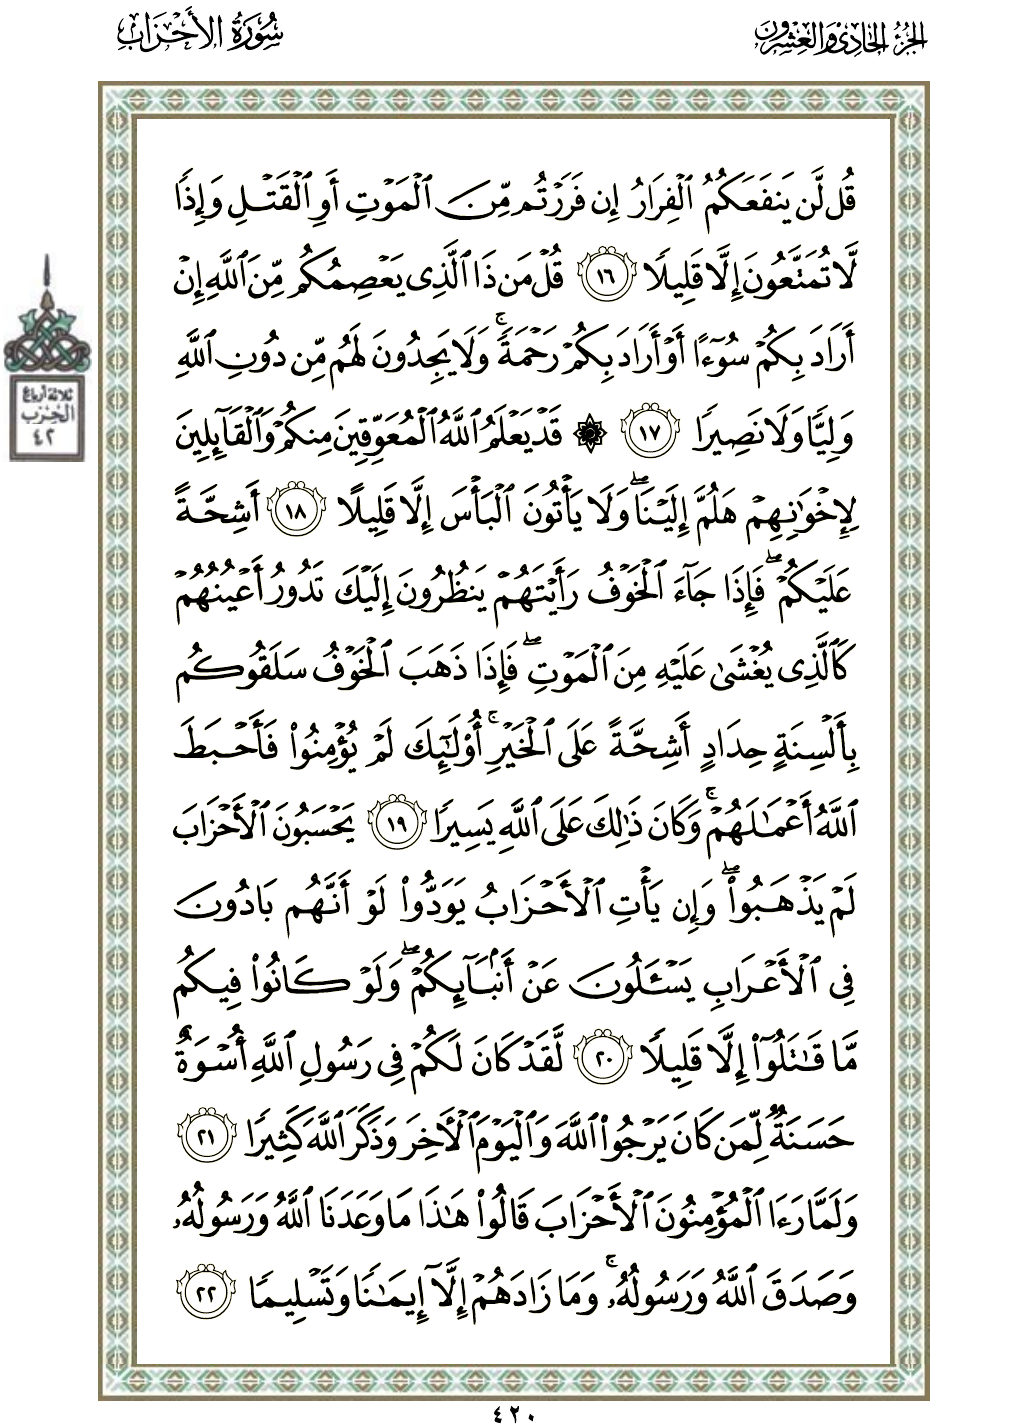 الجزء الحادي والعشرون
سورة الأحزاب
قُل لَّن يَنفَعَكُمُ ٱلْفِرَارُ إِن فَرَرْتُم مِّنَ ٱلْمَوْتِ أَوِ ٱلْقَتْلِ وَإِذًا
لَّا تُمَتَّعُونَ إِلَّا قَلِيلًا ١٦ قُلْ مَن ذَا ٱلَّذِى يَعْصِمُكُم مِّنَ ٱللَّهِ إِنْ
أَرَادَ بِكُمْ سُوٓءًا أَوْ أَرَادَ بِكُمْ رَحْمَةً ۚ وَلَا يَجِدُونَ لَهُم مِّن دُونِ ٱللَّهِ
وَلِيًّا وَلَا نَصِيرًا ١٧ ۞ قَدْ يَعْلَمُ ٱللَّهُ ٱلْمُعَوِّقِينَ مِنكُمْ وَٱلْقَآئِلِينَ
لِإِخْوَٰنِهِمْ هَلُمَّ إِلَيْنَا ۖ وَلَا يَأْتُونَ ٱلْبَأْسَ إِلَّا قَلِيلًا ١٨ أَشِحَّةً
عَلَيْكُمْ ۖ فَإِذَا جَآءَ ٱلْخَوْفُ رَأَيْتَهُمْ يَنظُرُونَ إِلَيْكَ تَدُورُ أَعْيُنُهُمْ
كَٱلَّذِى يُغْشَىٰ عَلَيْهِ مِنَ ٱلْمَوْتِ ۖ فَإِذَا ذَهَبَ ٱلْخَوْفُ سَلَقُوكُم
بِأَلْسِنَةٍ حِدَادٍ أَشِحَّةً عَلَى ٱلْخَيْرِ ۚ أُو۟لَٰٓئِكَ لَمْ يُؤْمِنُوا۟ فَأَحْبَطَ
ٱللَّهُ أَعْمَٰلَهُمْ ۚ وَكَانَ ذَٰلِكَ عَلَى ٱللَّهِ يَسِيرًا ١٩ يَحْسَبُونَ ٱلْأَحْزَابَ
لَمْ يَذْهَبُوا۟ ۖ وَإِن يَأْتِ ٱلْأَحْزَابُ يَوَدُّوا۟ لَوْ أَنَّهُم بَادُونَ
فِى ٱلْأَعْرَابِ يَسْـَٔلُونَ عَنْ أَنۢبَآئِكُمْ ۖ وَلَوْ كَانُوا۟ فِيكُم
مَّا قَٰتَلُوٓا۟ إِلَّا قَلِيلًا ٢٠ لَّقَدْ كَانَ لَكُمْ فِى رَسُولِ ٱللَّهِ أُسْوَةٌ
حَسَنَةٌ لِّمَن كَانَ يَرْجُوا۟ ٱللَّهَ وَٱلْيَوْمَ ٱلْأَخِرَ وَذَكَرَ ٱللَّهَ كَثِيرًا ٢١
وَلَمَّا رَءَا ٱلْمُؤْمِنُونَ ٱلْأَحْزَابَ قَالُوا۟ هَٰذَا مَا وَعَدَنَا ٱللَّهُ وَرَسُولُهُۥ
وَصَدَقَ ٱللَّهُ وَرَسُولُهُۥ ۚ وَمَا زَادَهُمْ إِلَّآ إِيمَٰنًا وَتَسْلِيمًا ٢٢
ثلاثة أرباع
الحزب
٤٢
٤٢٠